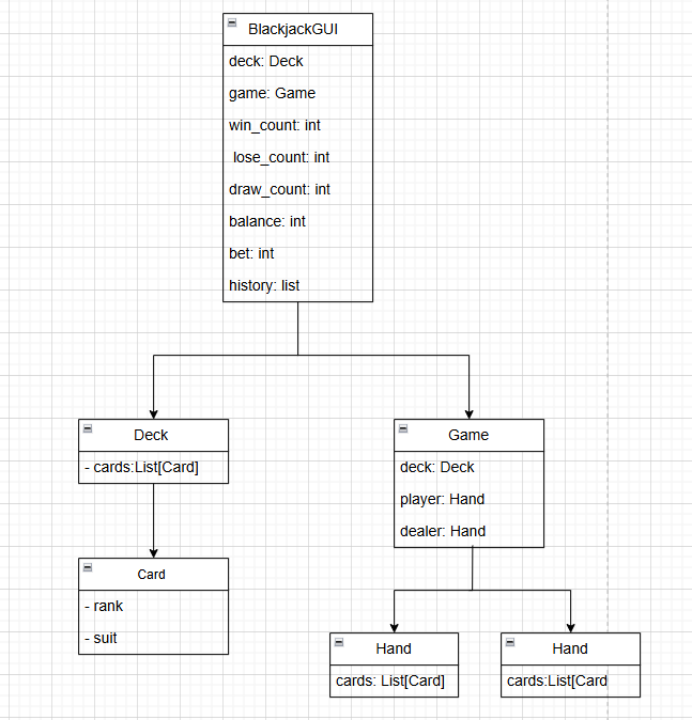 BlackjackGUI
deck: Deck
game: Game
win_count: int
lose_count: int
draw_count: int
balance: int
bet: int
history: list
Deck
- cards:List[Card]
Game
deck: Deck
player: Hand
dealer: Hand
Card
- rank
- suit
Hand
cards: List[Card]
Hand
cards:List[Card